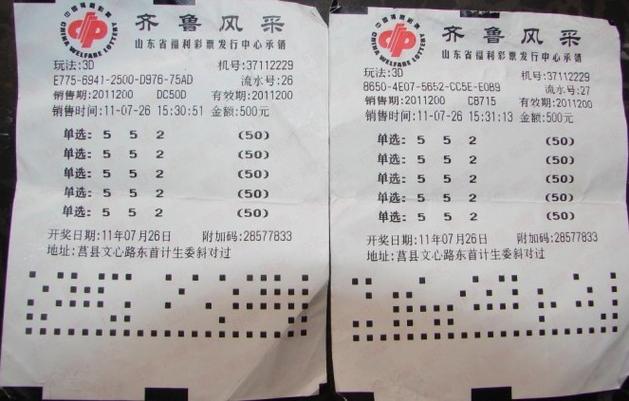 中国福利彩票
CHINA WELFARE LOTTERY
齐鲁风采
山东省福利彩票发行中心承销
玩法:3D 机号:37112229
E775-6941-2500-D976-75AD 流水号:26
销售期:2011200 DC50D 有效期:2011200
销售时间:11-07-26 15:30:51 金额:500元
单选: 5 5 2 (50)
单选: 5 5 2 (50)
单选: 5 5 2 (50)
单选: 5 5 2 (50)
单选: 5 5 2 (50)
开奖日期:11年07月26日 附加码:28577833
地址:莒县文心路东首计生委斜对过
中国福利彩票
CHINA WELFARE LOTTERY
齐鲁风采
山东省福利彩票发行中心承销
玩法:3D 机号:37112229
8650-4E07-5652-CC5E-E0B9 流水号:27
销售期:2011200 CB715 有效期:2011200
销售时间:11-07-26 15:31:13 金额:500元
单选: 5 5 2 (50)
单选: 5 5 2 (50)
单选: 5 5 2 (50)
单选: 5 5 2 (50)
单选: 5 5 2 (50)
开奖日期:11年07月26日 附加码:28577833
地址:莒县文心路东首计生委斜对过